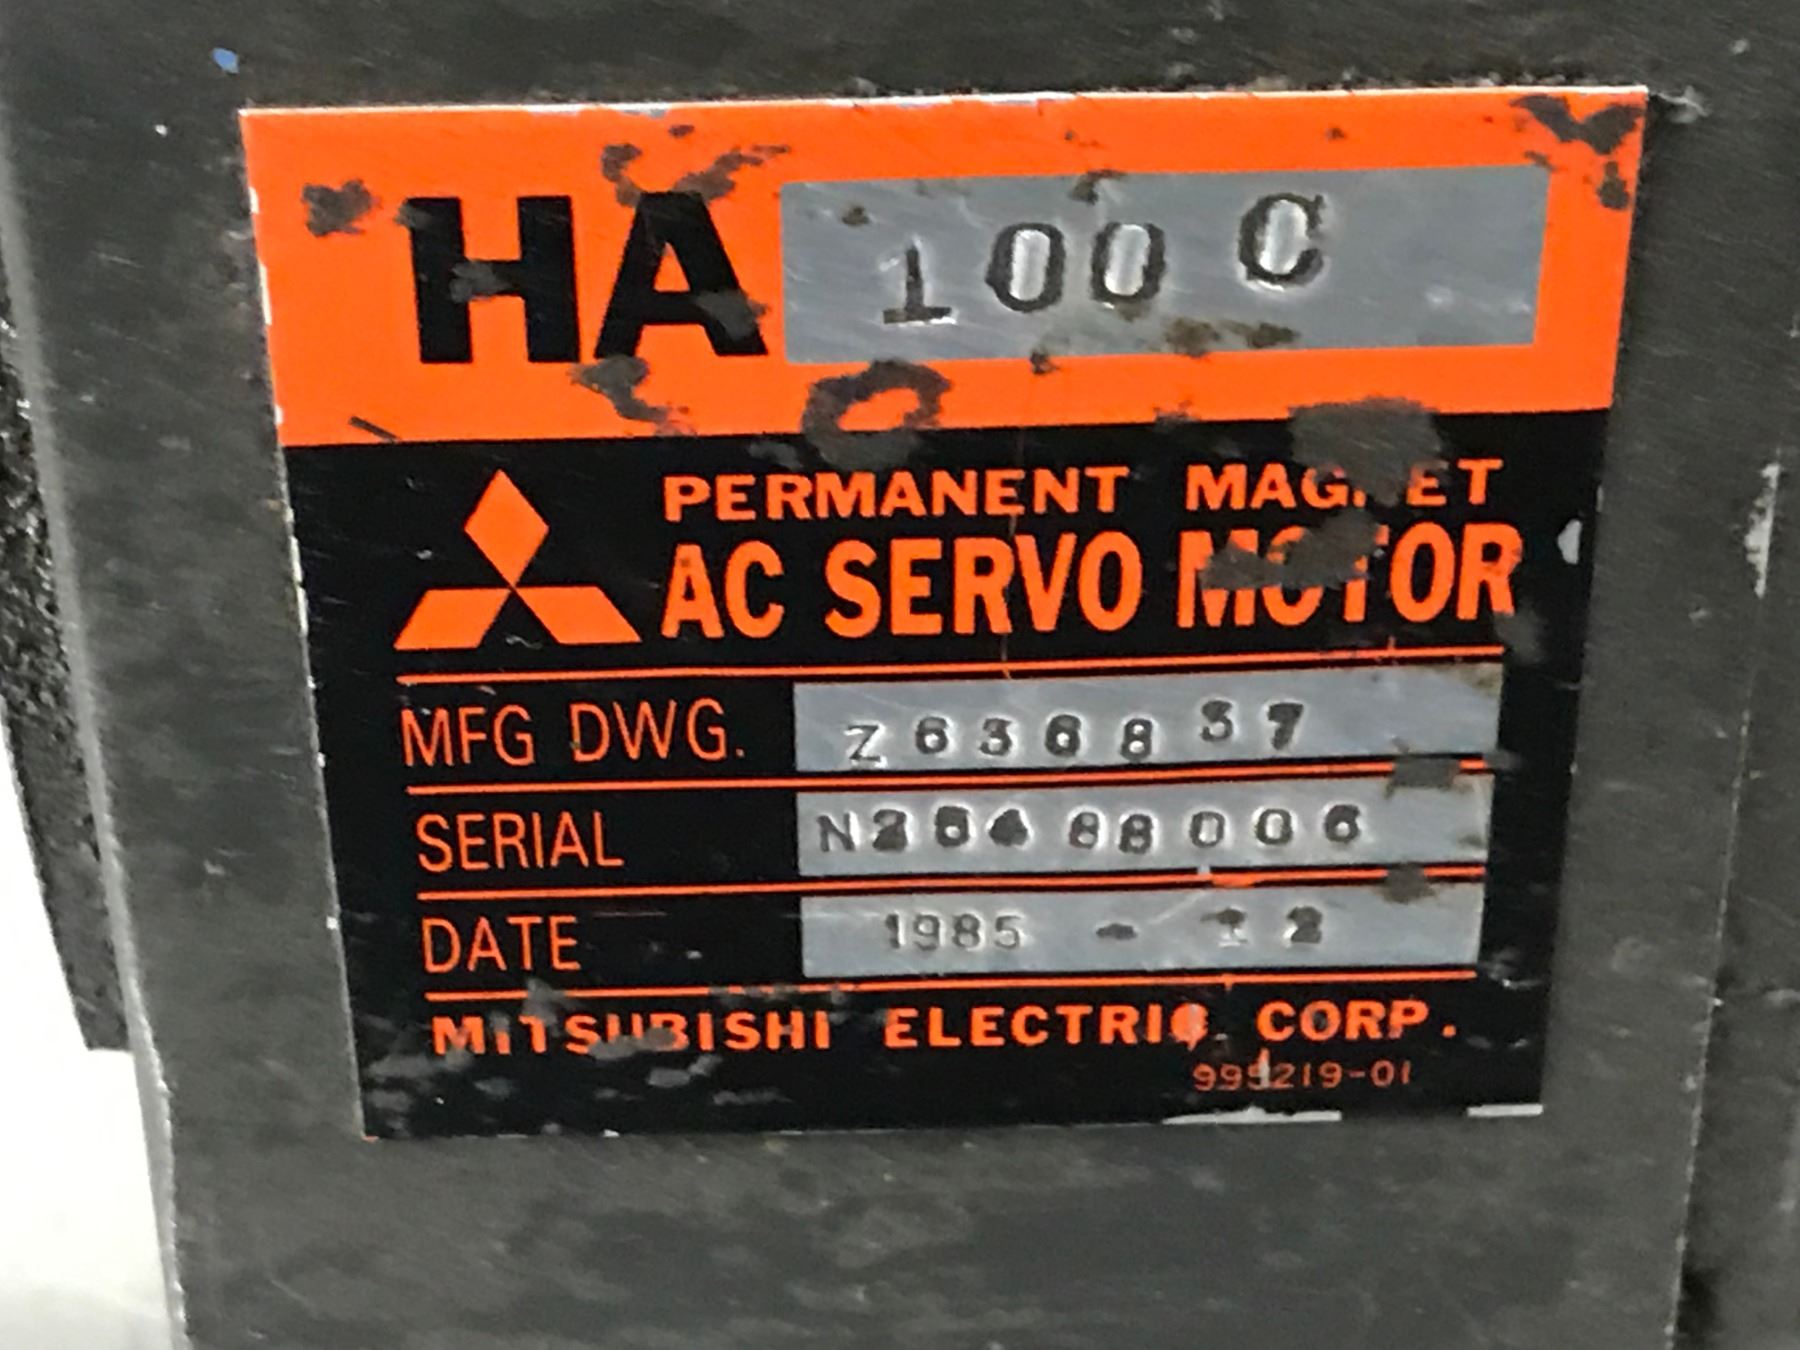 HA 100 C
PERMANENT MAGNET
AC SERVO MOTOR
MFG DWG. Z636837
SERIAL
DATE 1985-12
MITSUBISHI ELECTRIC CORP.
995219-01